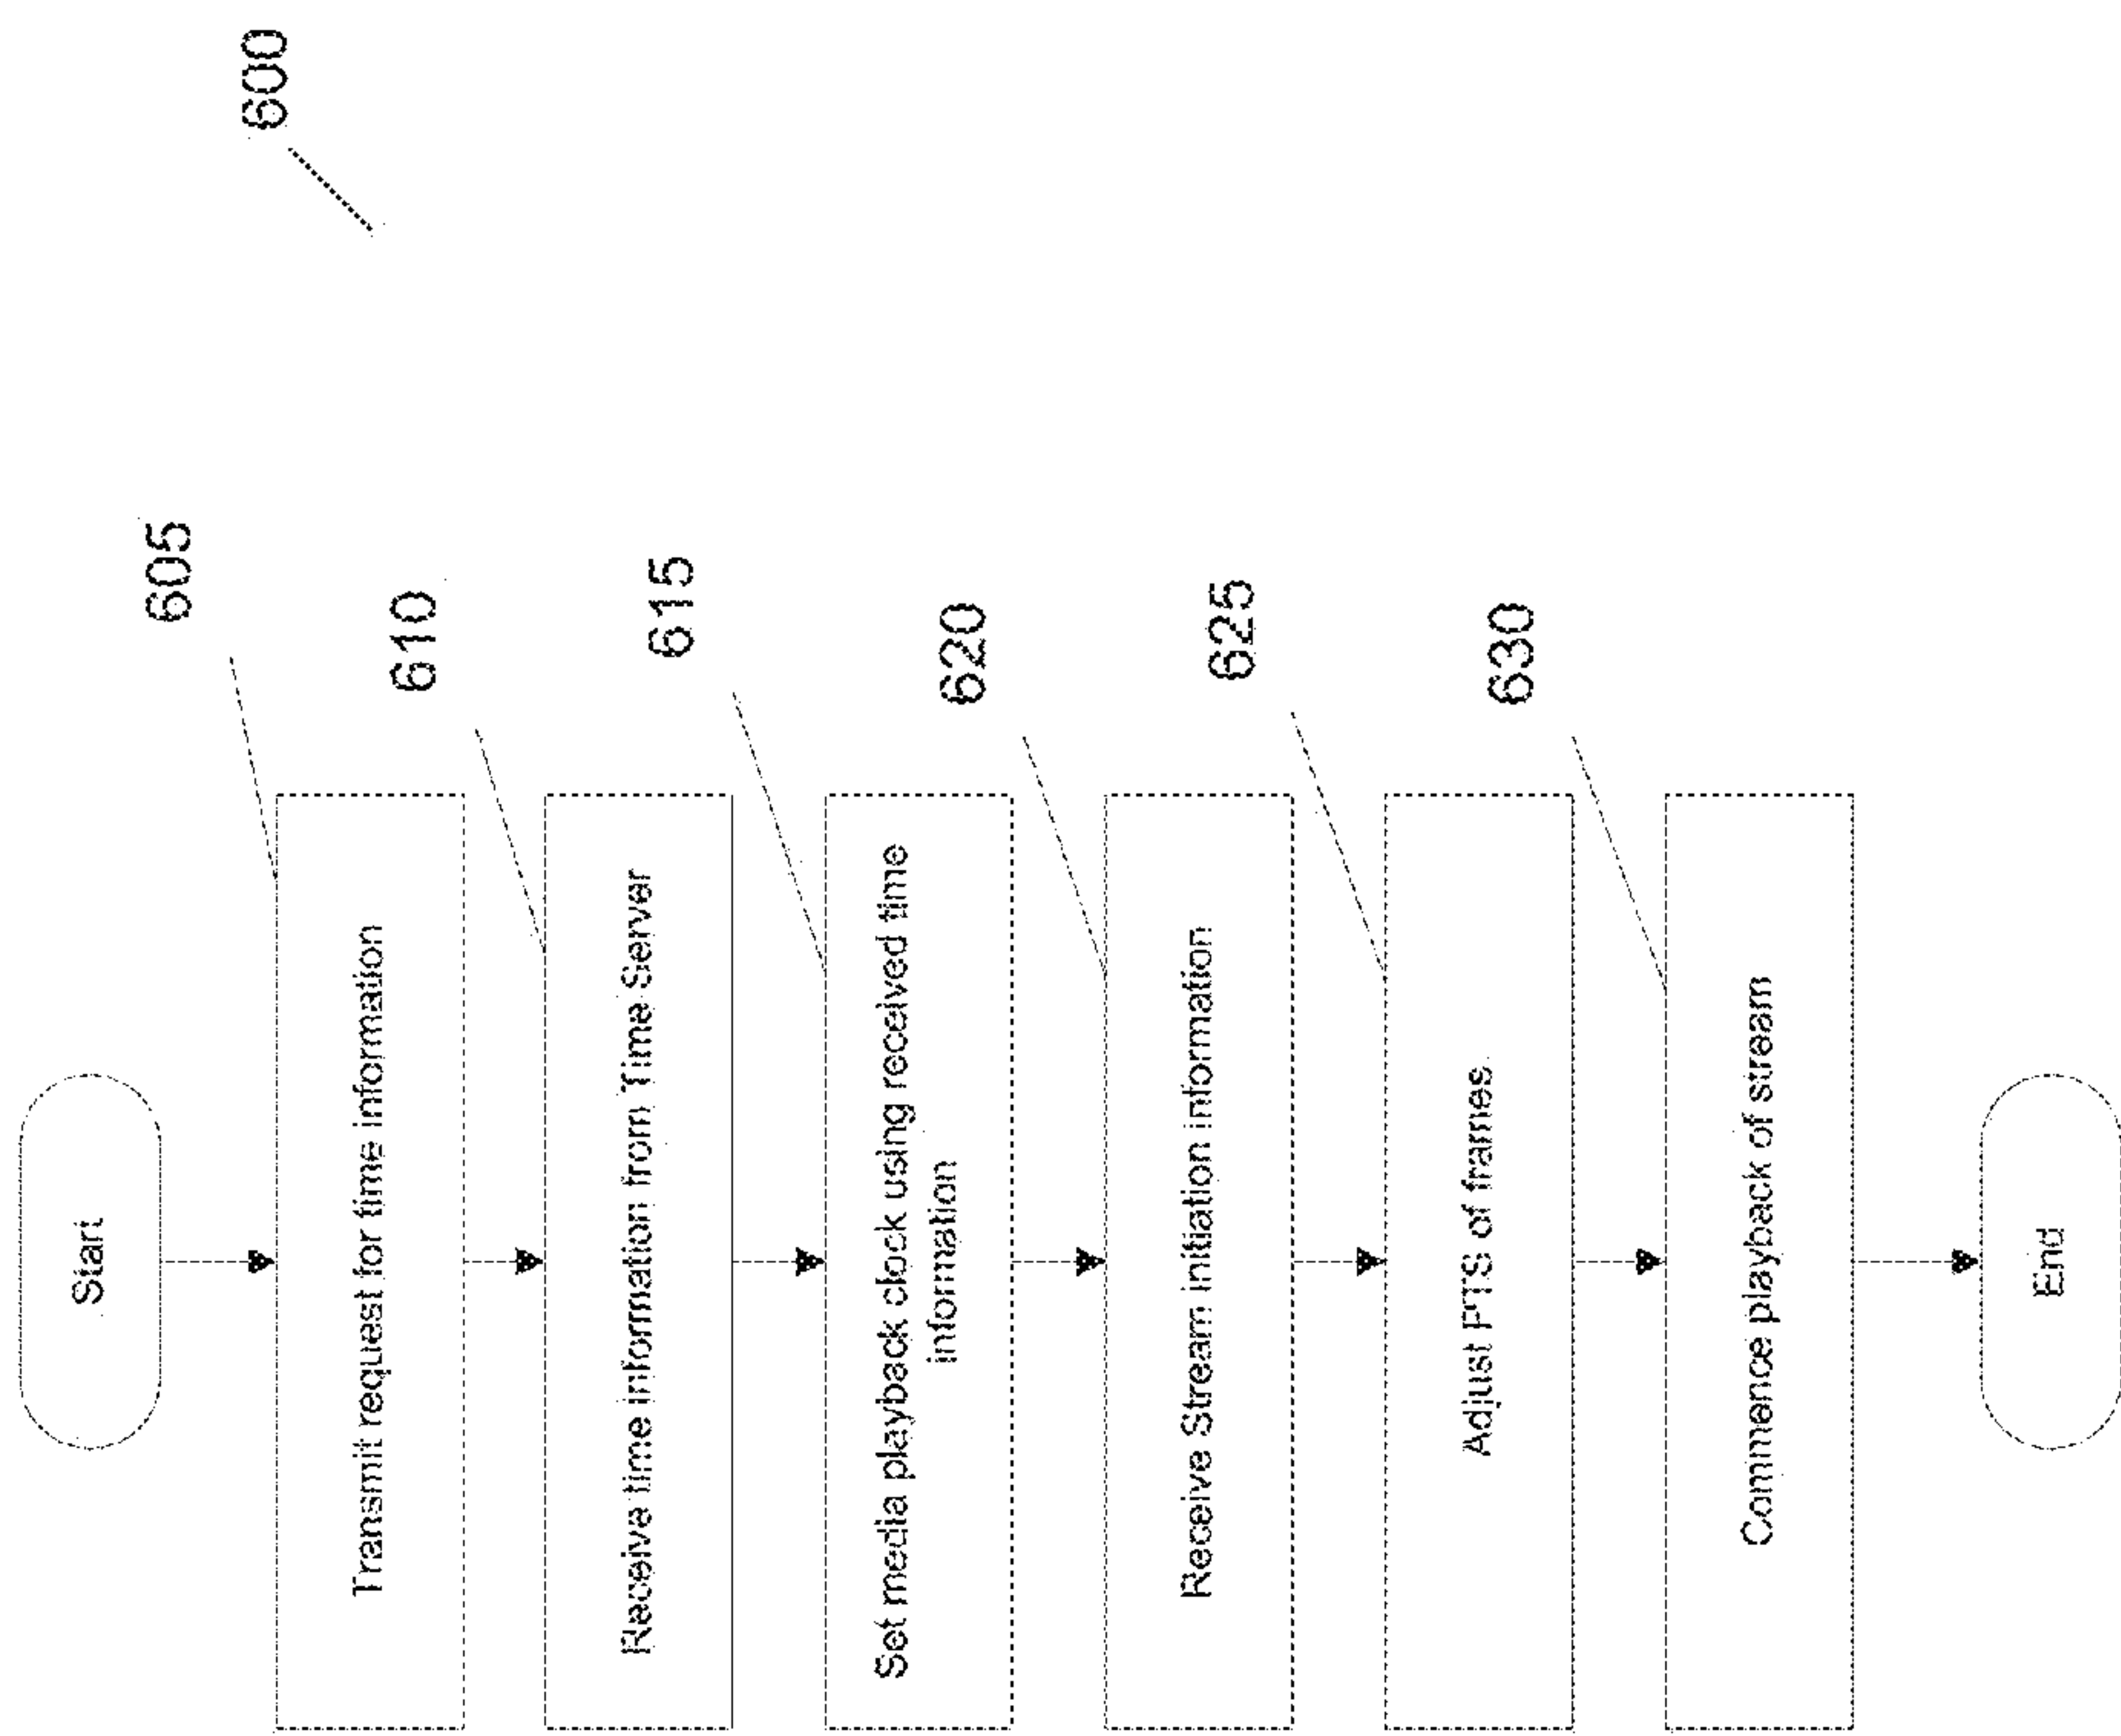 600
Start
605
Transmit request for time information
610
Receive time information from Time Server
615
Set media playback clock using received time
information
620
Receive Stream initiation information
625
Adjust PTS of frames
630
Commence playback of stream
End